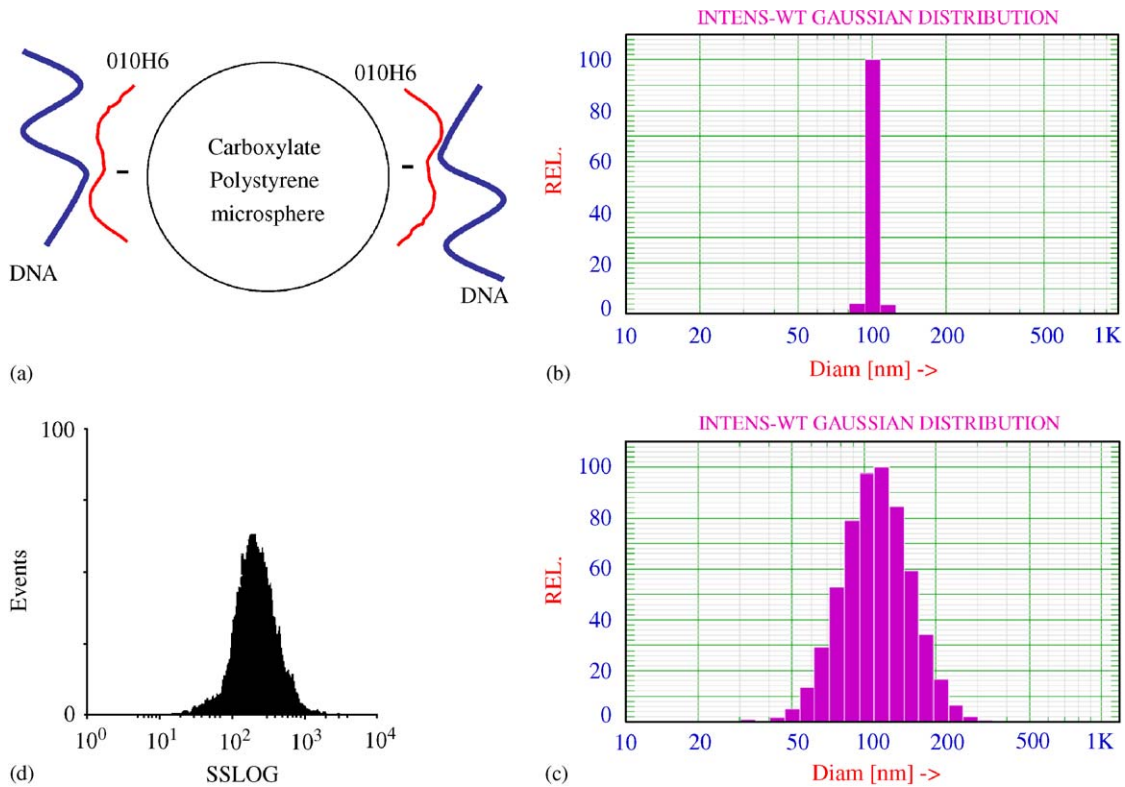 010H6
010H6
Carboxylate
Polystyrene
microsphere
-
-
DNA
DNA
(a)
INTENS-WT GAUSSIAN DISTRIBUTION
REL.
100
80
60
40
20
0
10 20 50 100 200 500 1K
Diam [nm] ->
(b)
100
Events
0
10^0 10^1 10^2 10^3 10^4
SSLOG
(d)
INTENS-WT GAUSSIAN DISTRIBUTION
REL.
100
80
60
40
20
0
10 20 50 100 200 500 1K
Diam [nm] ->
(c)